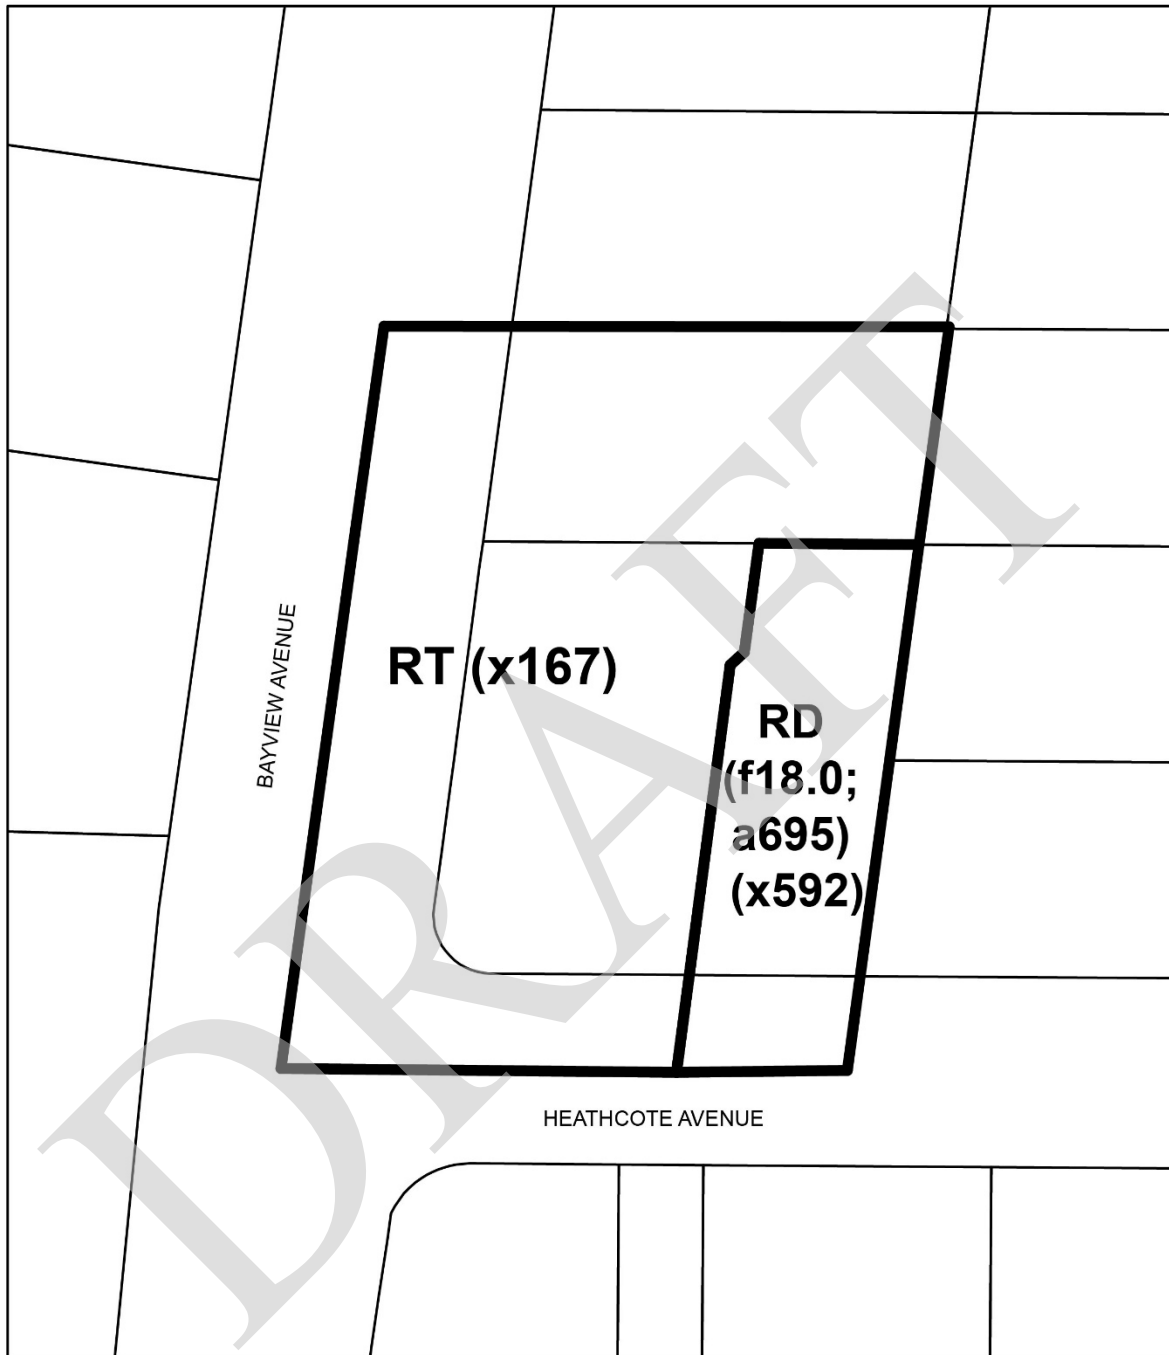 BAYVIEW AVENUE
RT (x167)
RD
(f18.0;
a695)
(x592)
HEATHCOTE AVENUE
DRAFT